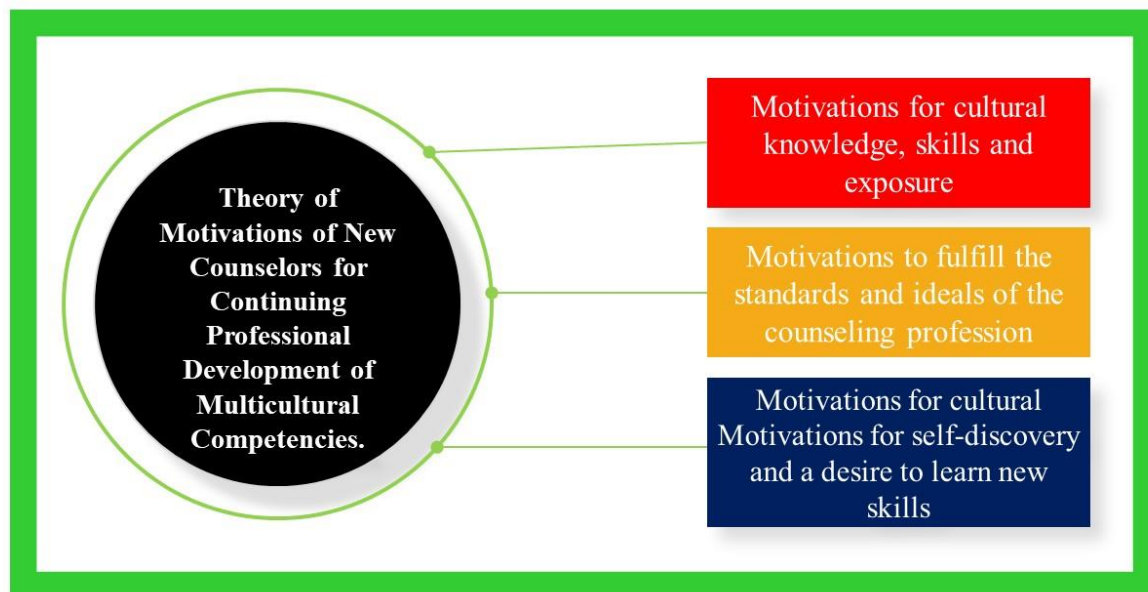 Theory of
Motivations of New
Counselors for
Continuing
Professional
Development of
Multicultural
Competencies.
Motivations for cultural
knowledge, skills and
exposure
Motivations to fulfill the
standards and ideals of the
counseling profession
Motivations for cultural
Motivations for self-discovery
and a desire to learn new
skills